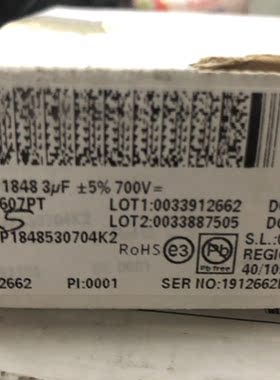 1848 3µF ±5% 700V=
607PT LOT1:0033912662
LOT2:0033887505
P1848530704K2
RoHS e3 Pb
Pb free
S.L.:
REGI
40/10
2662 PI:0001 SER NO:1912662